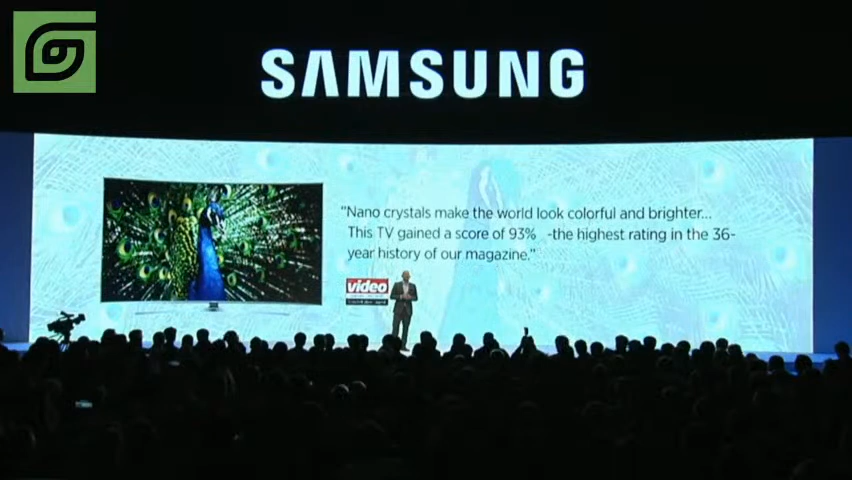 SAMSUNG
"Nano crystals make the world look colorful and brighter...
This TV gained a score of 93% -the highest rating in the 36-
year history of our magazine."
video